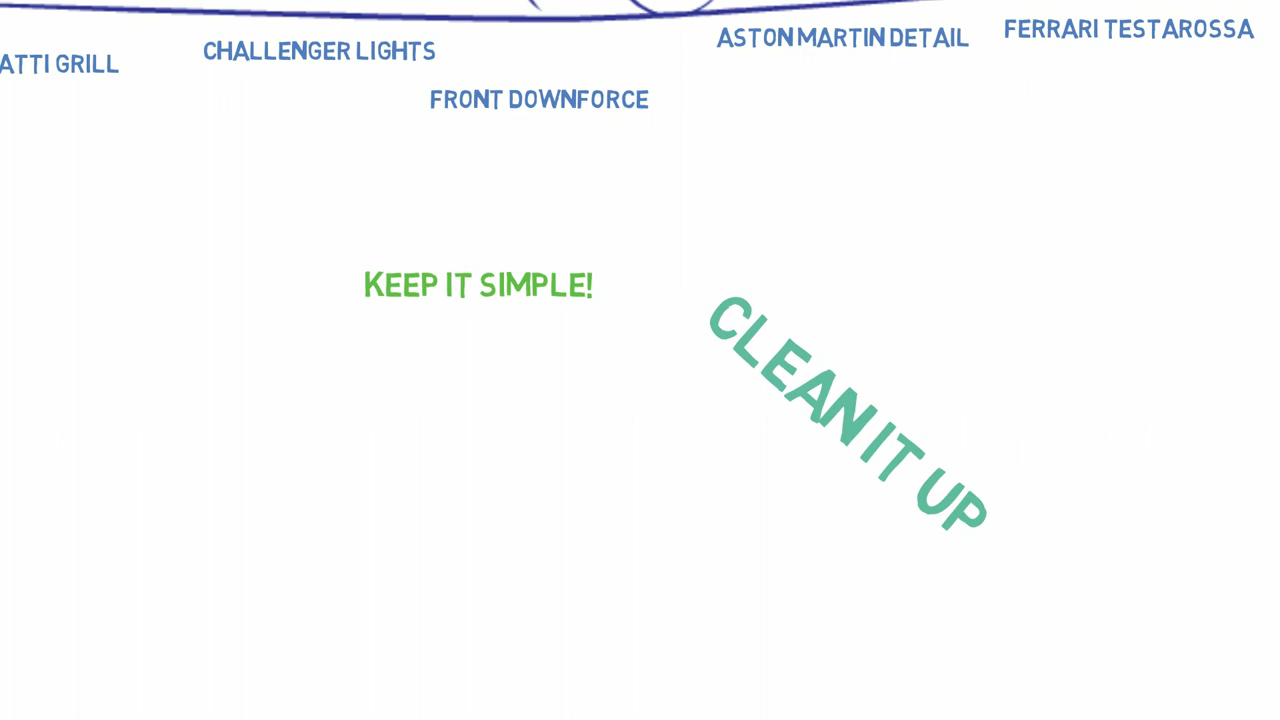 ATTI GRILL
CHALLENGER LIGHTS
FRONT DOWNFORCE
ASTON MARTIN DETAIL
FERRARI TESTAROSSA
KEEP IT SIMPLE!
CLEAN IT UP